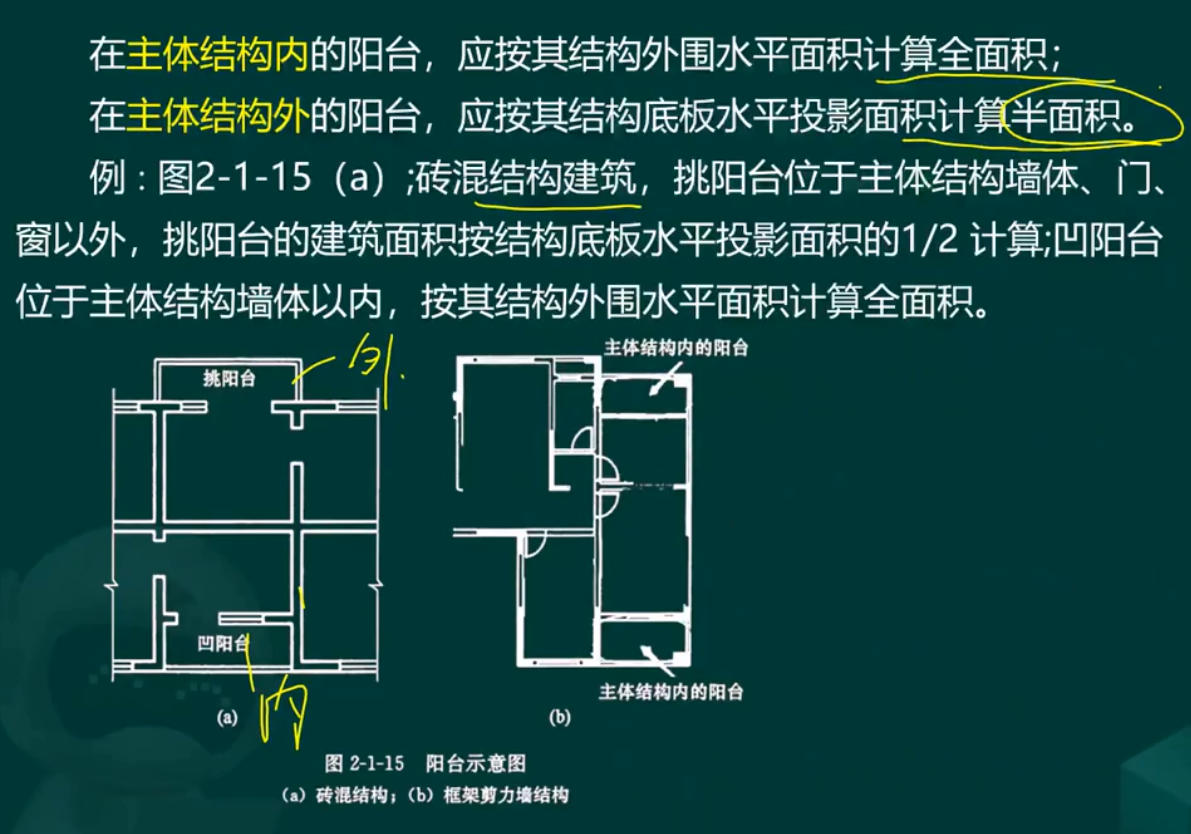 在主体结构内的阳台，应按其结构外围水平面积计算全面积；
在主体结构外的阳台，应按其结构底板水平投影面积计算半面积。
例：图2-1-15（a）;砖混结构建筑，挑阳台位于主体结构墙体、门、
窗以外，挑阳台的建筑面积按结构底板水平投影面积的1/2 计算;凹阳台
位于主体结构墙体以内，按其结构外围水平面积计算全面积。
外
主体结构内的阳台
挑阳台
凹阳台
主体结构内的阳台
内
(a)
(b)
图 2-1-15 阳台示意图
（a）砖混结构；（b）框架剪力墙结构